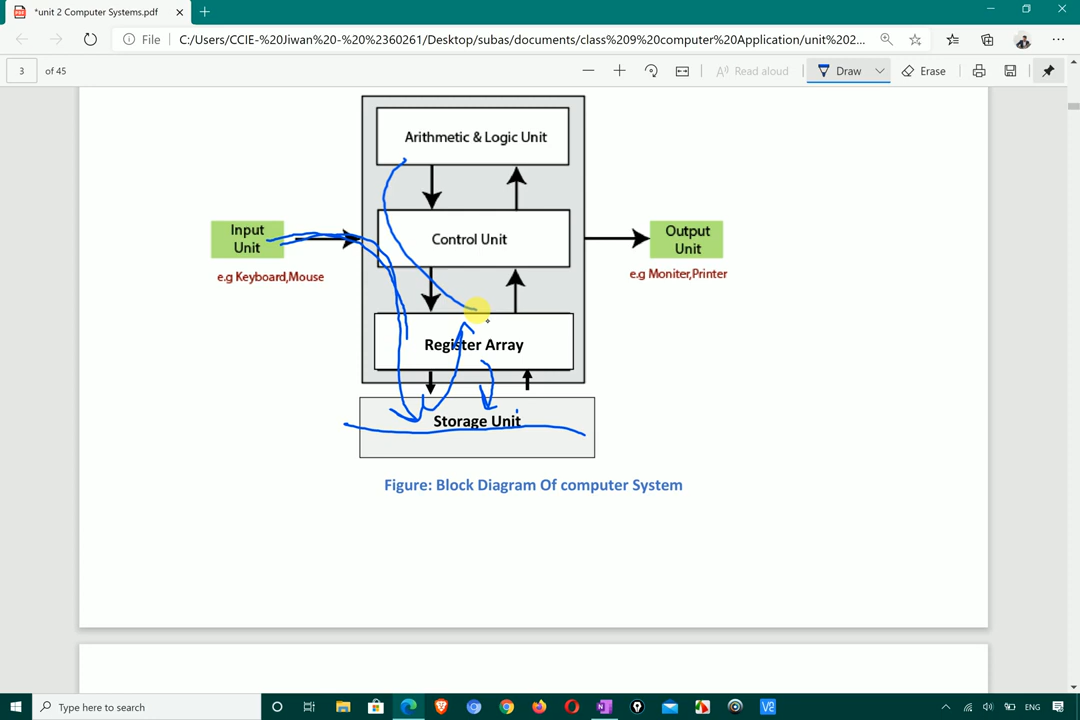 *unit 2 Computer Systems.pdf
File
C:/Users/CCIE-%20Jiwan%20-%20%2360261/Desktop/subas/documents/class%209%20computer%20Application/unit%202...
3 of 45
Read aloud
Draw
Erase
Arithmetic & Logic Unit
Input
Unit
Control Unit
Output
Unit
e.g Keyboard,Mouse
e.g Moniter,Printer
Register Array
Storage Unit
Figure: Block Diagram Of computer System
Type here to search
ENG